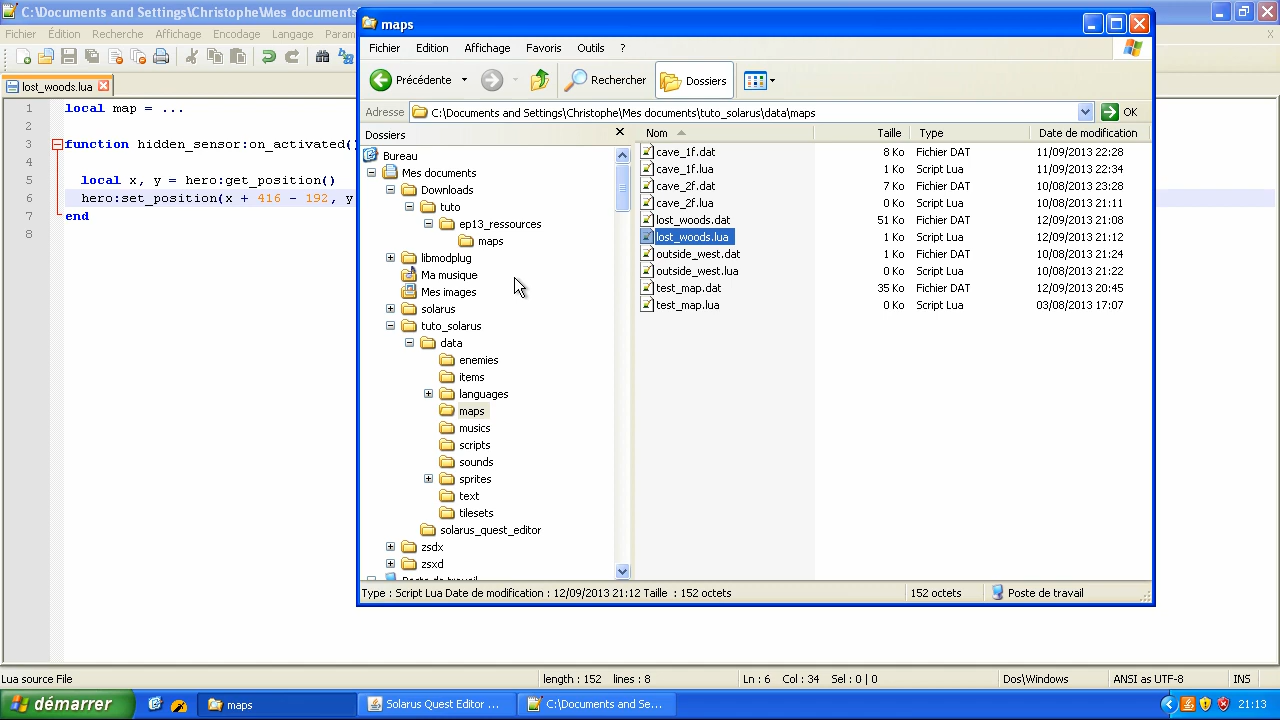 C:\Documents and Settings\Christophe\Mes documents
Fichier Édition Recherche Affichage Encodage Langage Param
lost_woods.lua
1 local map = ...
2
3 function hidden_sensor:on_activated(
4
5 local x, y = hero:get_position()
6 hero:set_position(x + 416 - 192, y
7 end
8
maps
Fichier Edition Affichage Favoris Outils ?
Précédente Rechercher Dossiers
Adresse C:\Documents and Settings\Christophe\Mes documents\tuto_solarus\data\maps OK
Dossiers
Bureau
Mes documents
Downloads
tuto
ep13_ressources
maps
libmodplug
Ma musique
Mes images
solarus
tuto_solarus
data
enemies
items
languages
maps
musics
scripts
sounds
sprites
text
tilesets
solarus_quest_editor
zsdx
zsxd
Poste de travail
Nom Taille Type Date de modification
cave_1f.dat 8 Ko Fichier DAT 11/09/2013 22:28
cave_1f.lua 1 Ko Script Lua 11/09/2013 22:34
cave_2f.dat 7 Ko Fichier DAT 10/08/2013 23:28
cave_2f.lua 0 Ko Script Lua 10/08/2013 21:11
lost_woods.dat 51 Ko Fichier DAT 12/09/2013 21:08
lost_woods.lua 1 Ko Script Lua 12/09/2013 21:12
outside_west.dat 1 Ko Fichier DAT 10/08/2013 21:24
outside_west.lua 0 Ko Script Lua 10/08/2013 21:22
test_map.dat 35 Ko Fichier DAT 12/09/2013 20:45
test_map.lua 0 Ko Script Lua 03/08/2013 17:07
Type : Script Lua Date de modification : 12/09/2013 21:12 Taille : 152 octets 152 octets Poste de travail
Lua source File length : 152 lines : 8 Ln : 6 Col : 34 Sel : 0 | 0 Dos\Windows ANSI as UTF-8 INS
démarrer maps Solarus Quest Editor ... C:\Documents and Se... 21:13